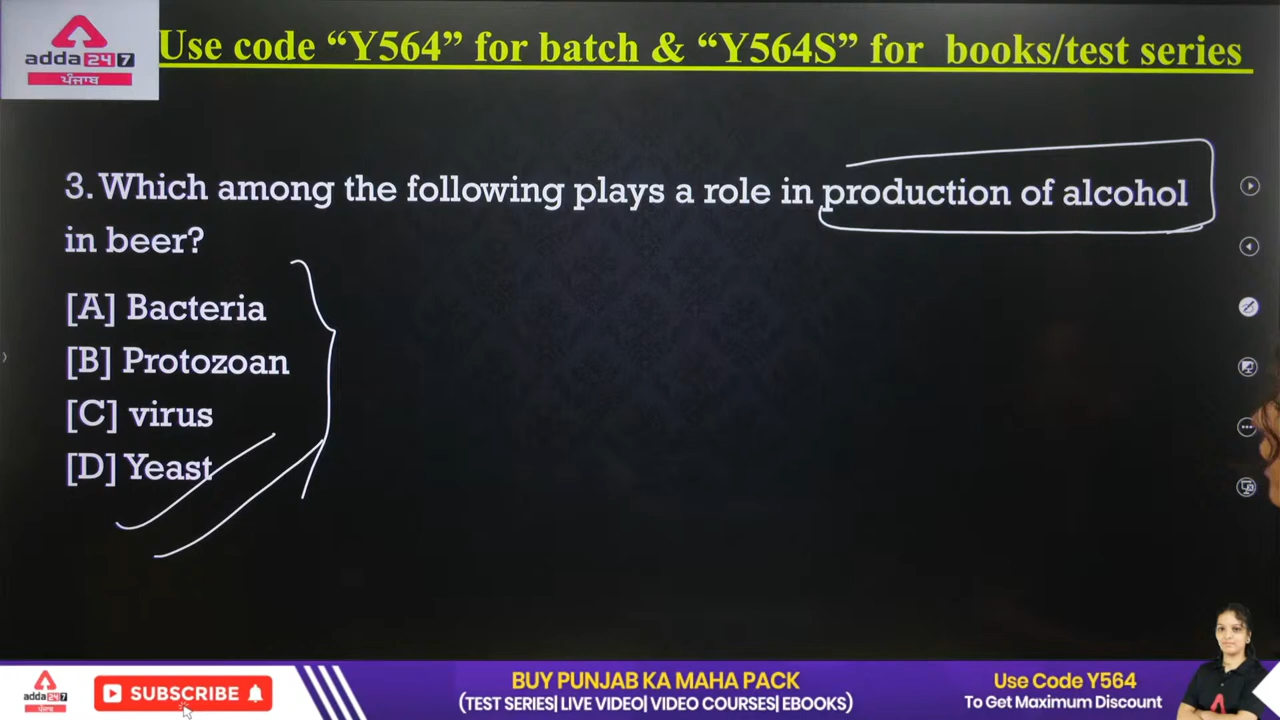 Use code “Y564” for batch & “Y564S” for books/test series
adda247
ਪੰਜਾਬ
3. Which among the following plays a role in production of alcohol
in beer?
[A] Bacteria
[B] Protozoan
[C] virus
[D] Yeast
adda247
ਪੰਜਾਬ
SUBSCRIBE
BUY PUNJAB KA MAHA PACK
(TEST SERIES| LIVE VIDEO| VIDEO COURSES| EBOOKS)
Use Code Y564
To Get Maximum Discount